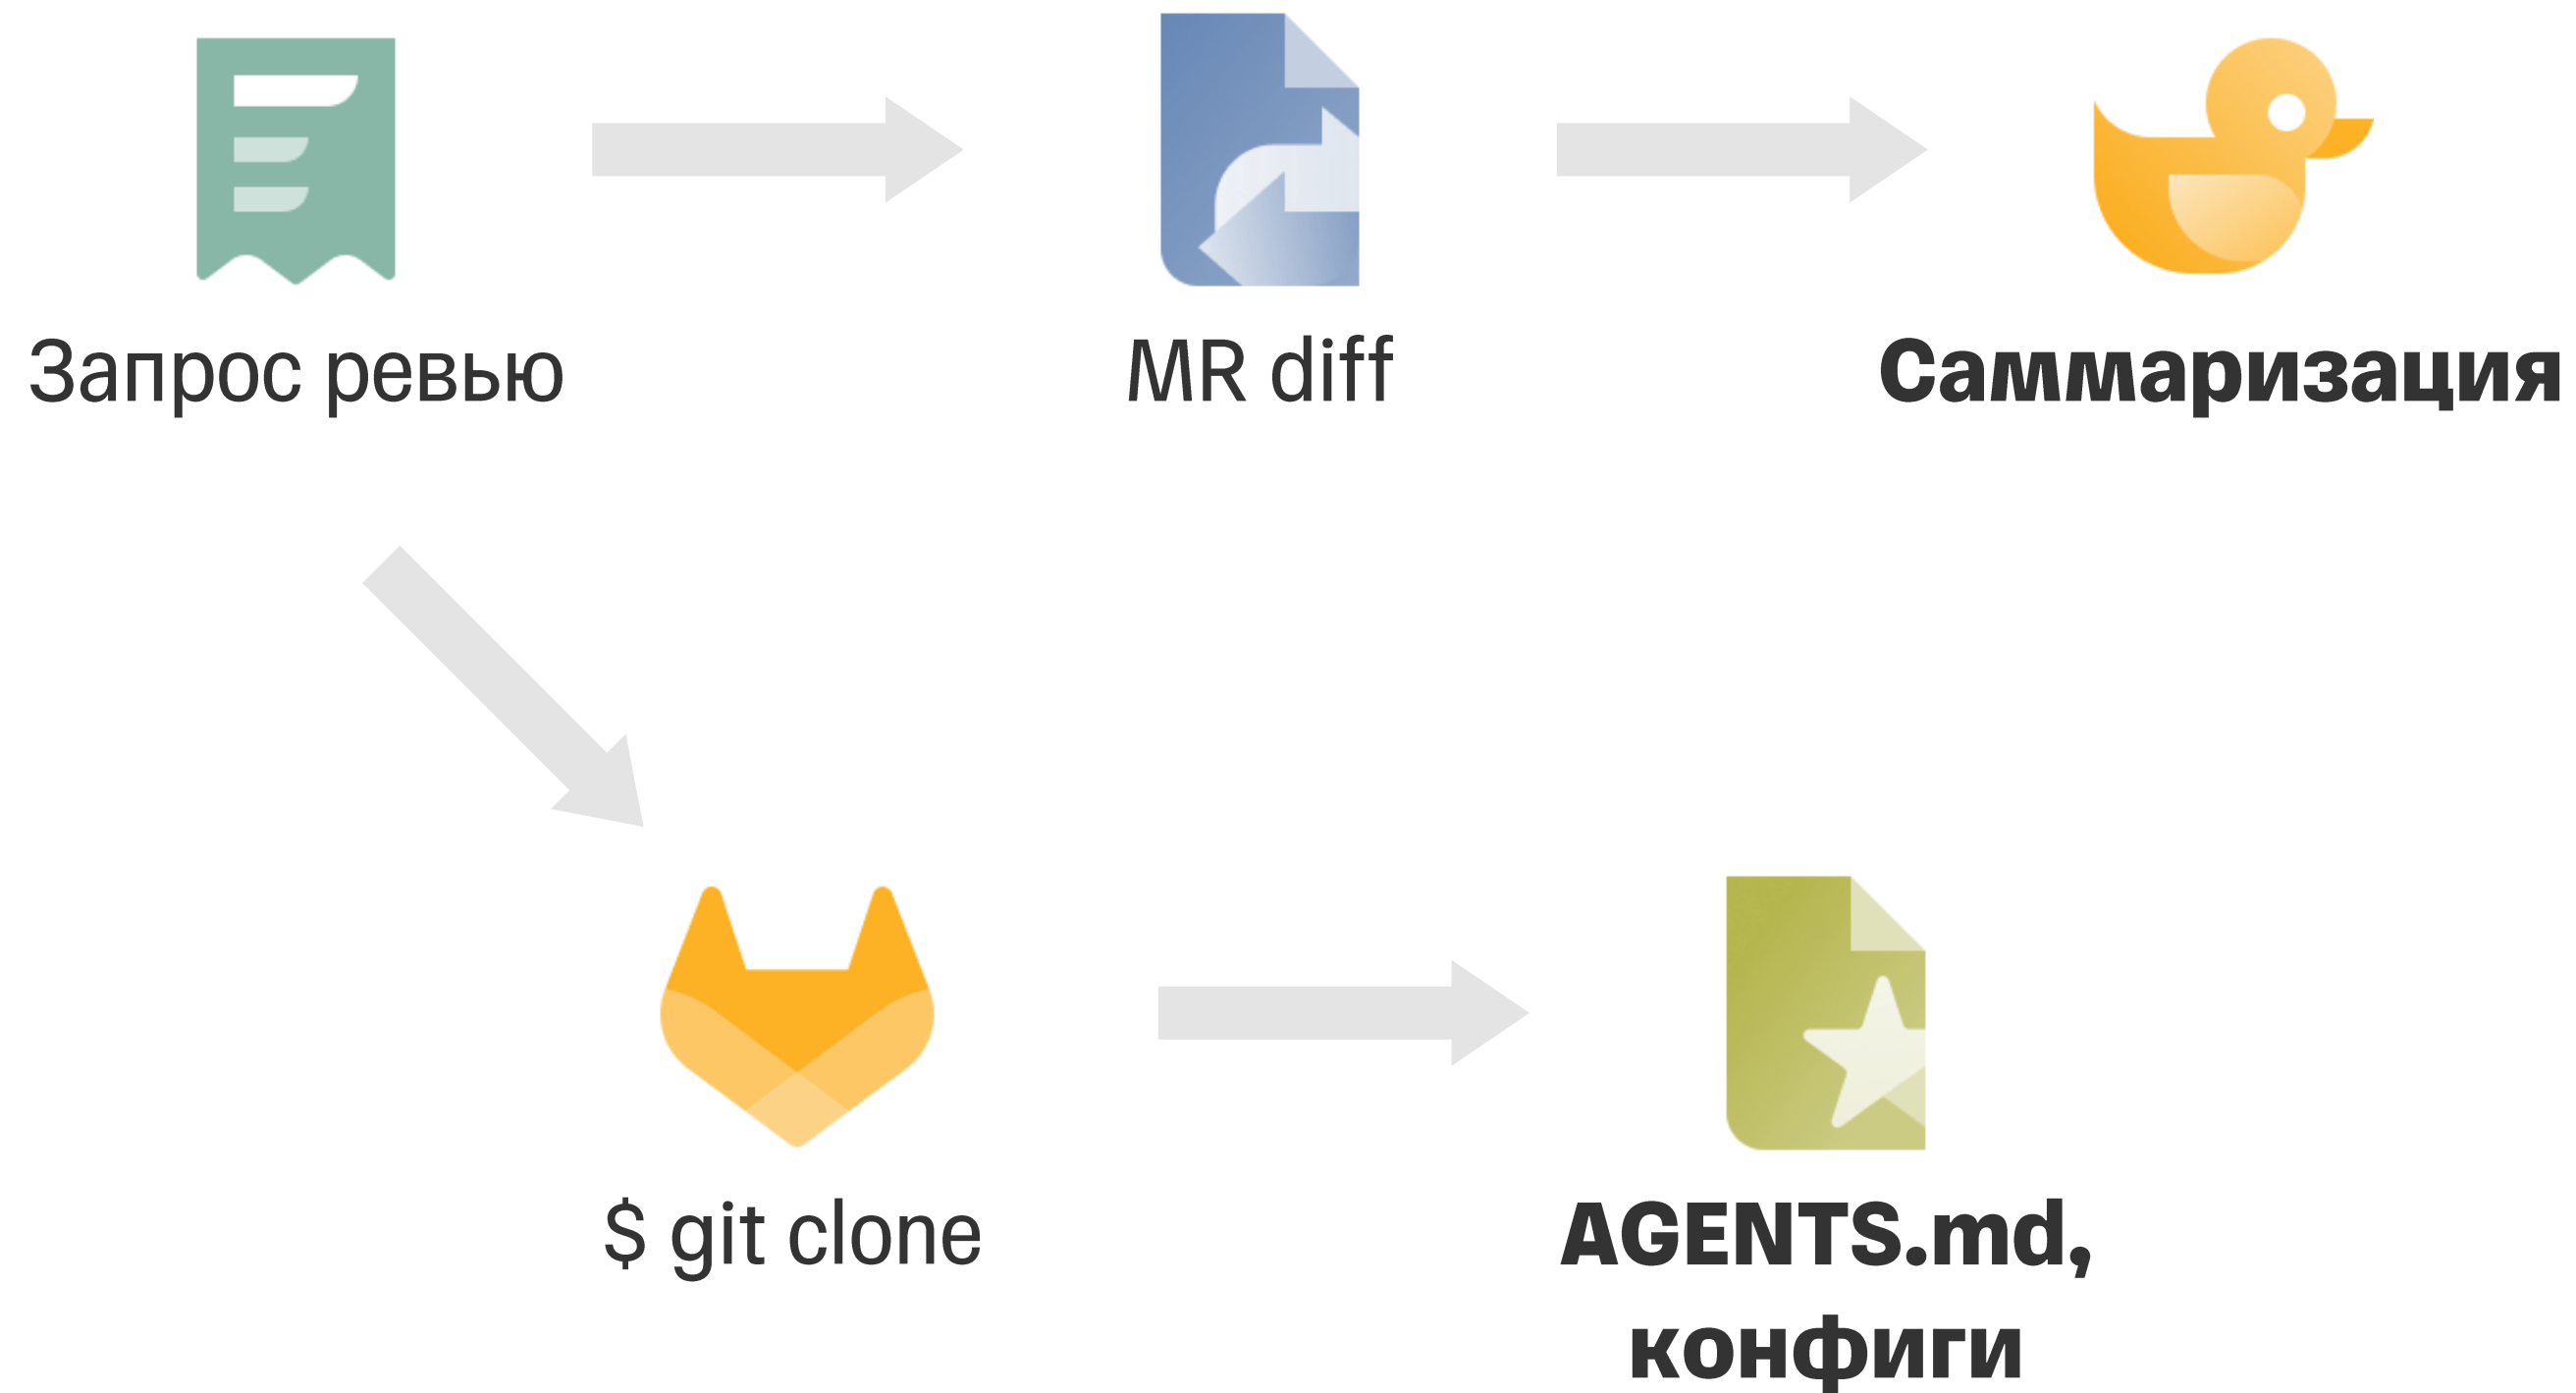 Запрос ревью
MR diff
Саммаризация
$ git clone
AGENTS.md,
конфиги